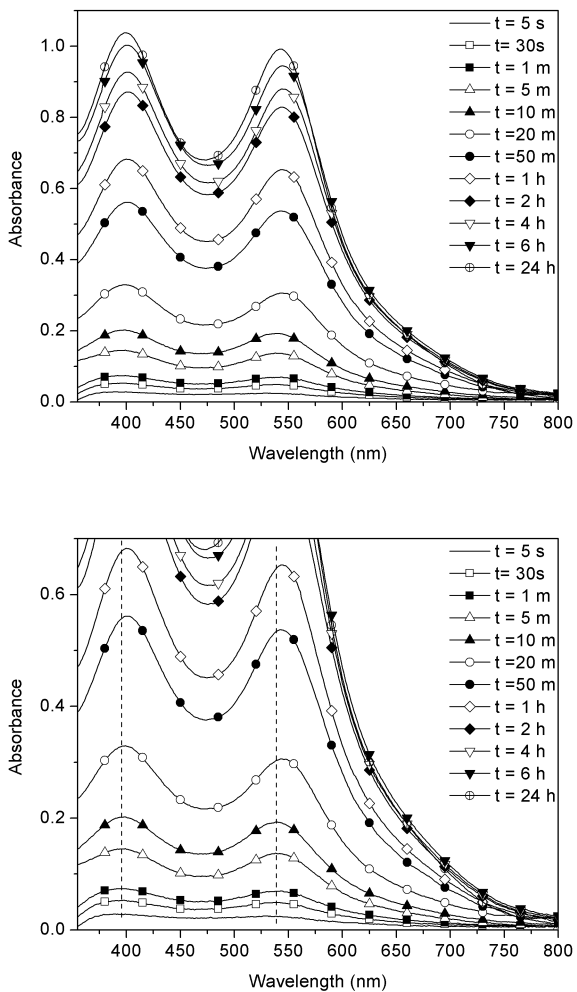 t = 5 s
t= 30s
t = 1 m
t = 5 m
t =10 m
t =20 m
t =50 m
t = 1 h
t = 2 h
t = 4 h
t = 6 h
t = 24 h
1.0
0.8
0.6
0.4
0.2
0.0
Absorbance
400 450 500 550 600 650 700 750 800
Wavelength (nm)
t = 5 s
t= 30s
t = 1 m
t = 5 m
t =10 m
t =20 m
t =50 m
t = 1 h
t = 2 h
t = 4 h
t = 6 h
t = 24 h
0.6
0.4
0.2
0.0
Absorbance
400 450 500 550 600 650 700 750 800
Wavelength (nm)